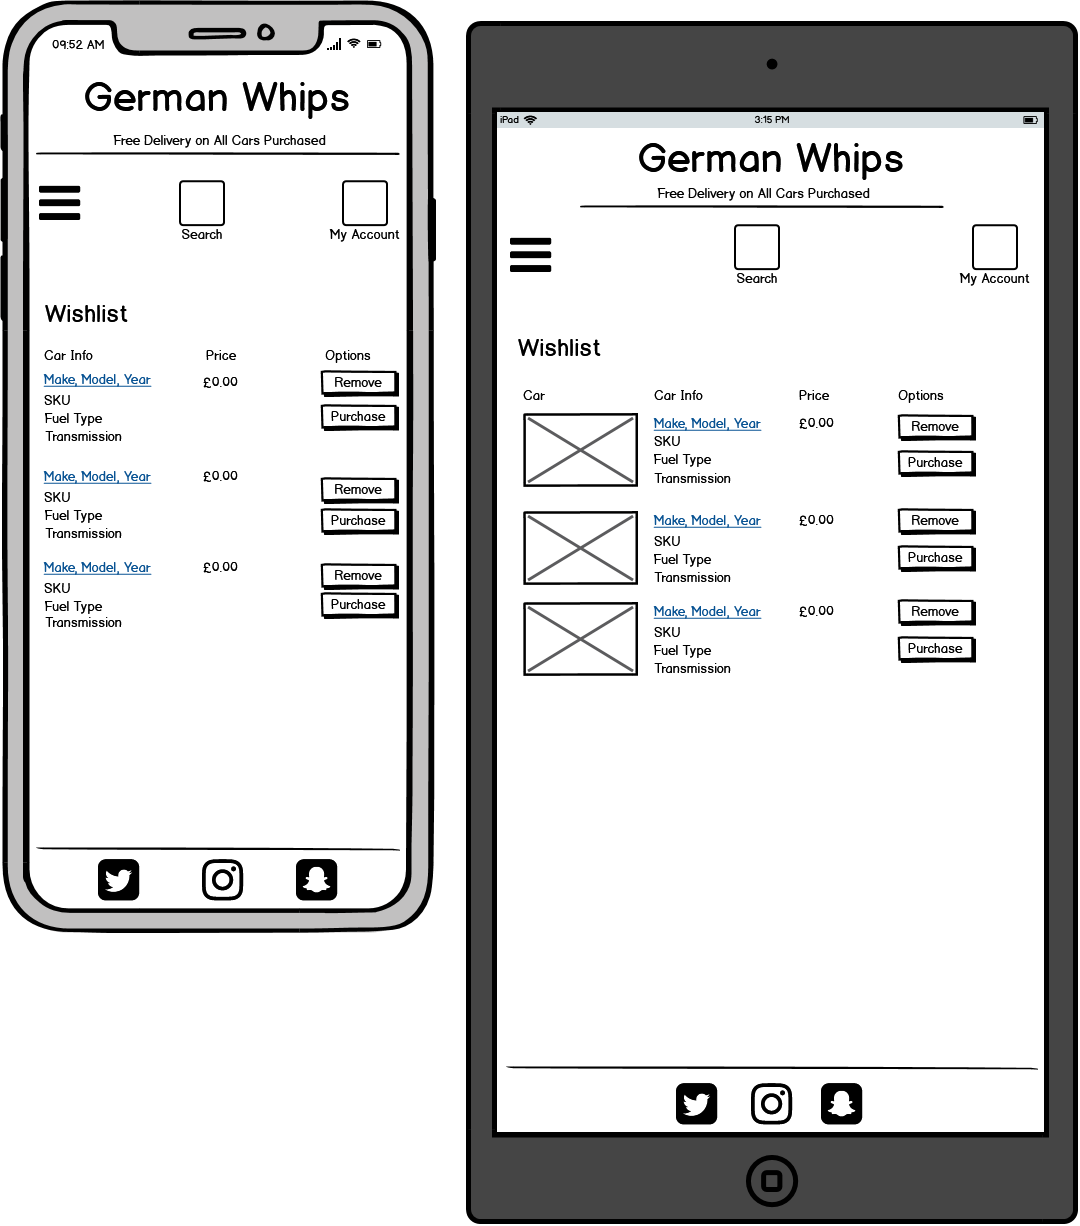 09:52 AM
German Whips
Free Delivery on All Cars Purchased
Search
My Account
Wishlist
Car Info Price Options
Make, Model, Year £0.00 Remove
SKU
Fuel Type Purchase
Transmission
Make, Model, Year £0.00
SKU Remove
Fuel Type Purchase
Transmission
Make, Model, Year £0.00
SKU Remove
Fuel Type Purchase
Transmission
iPad 3:15 PM
German Whips
Free Delivery on All Cars Purchased
Search
My Account
Wishlist
Car Car Info Price Options
Make, Model, Year £0.00 Remove
SKU
Fuel Type Purchase
Transmission
Make, Model, Year £0.00 Remove
SKU
Fuel Type Purchase
Transmission
Make, Model, Year £0.00 Remove
SKU
Fuel Type Purchase
Transmission